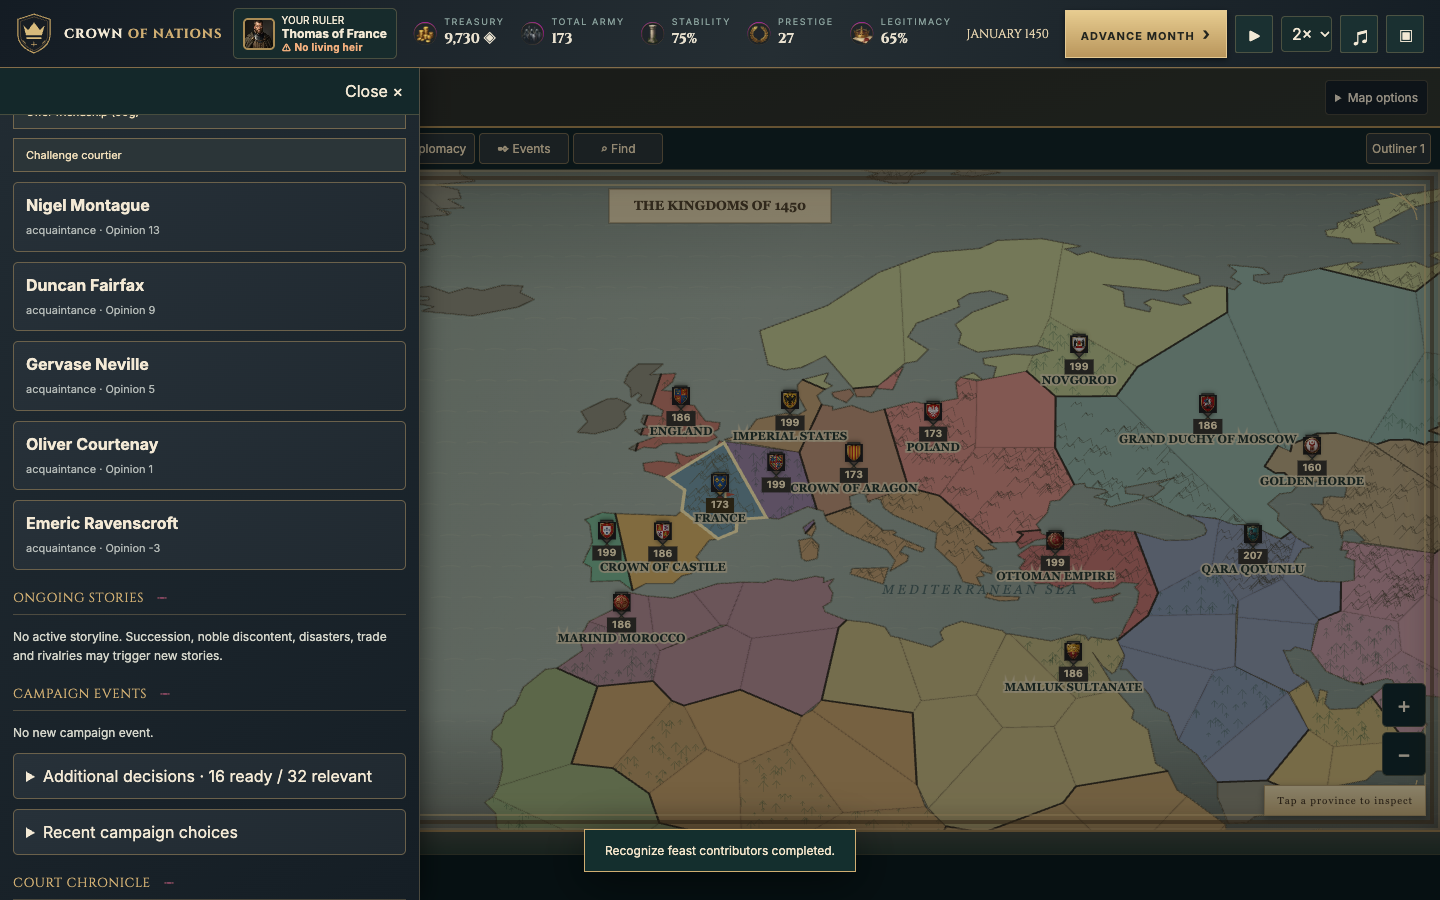 CROWN OF NATIONS
YOUR RULER
Thomas of France
⚠ No living heir
TREASURY
9,730
TOTAL ARMY
173
STABILITY
75%
PRESTIGE
27
LEGITIMACY
65%
JANUARY 1450
ADVANCE MONTH ›
2×
Close ×
Map options
plomacy
Events
Find
Outliner 1
Challenge courtier
Nigel Montague
acquaintance · Opinion 13
Duncan Fairfax
acquaintance · Opinion 9
Gervase Neville
acquaintance · Opinion 5
Oliver Courtenay
acquaintance · Opinion 1
Emeric Ravenscroft
acquaintance · Opinion -3
ONGOING STORIES
No active storyline. Succession, noble discontent, disasters, trade
and rivalries may trigger new stories.
CAMPAIGN EVENTS
No new campaign event.
Additional decisions · 16 ready / 32 relevant
Recent campaign choices
COURT CHRONICLE
THE KINGDOMS OF 1450
199
NOVGOROD
186
ENGLAND
199
IMPERIAL STATES
173
POLAND
186
GRAND DUCHY OF MOSCOW
160
GOLDEN HORDE
199
173
CROWN OF ARAGON
173
FRANCE
199
186
CROWN OF CASTILE
199
OTTOMAN EMPIRE
207
QARA QOYUNLU
MEDITERRANEAN SEA
186
MARINID MOROCCO
186
MAMLUK SULTANATE
+
−
Tap a province to inspect
Recognize feast contributors completed.